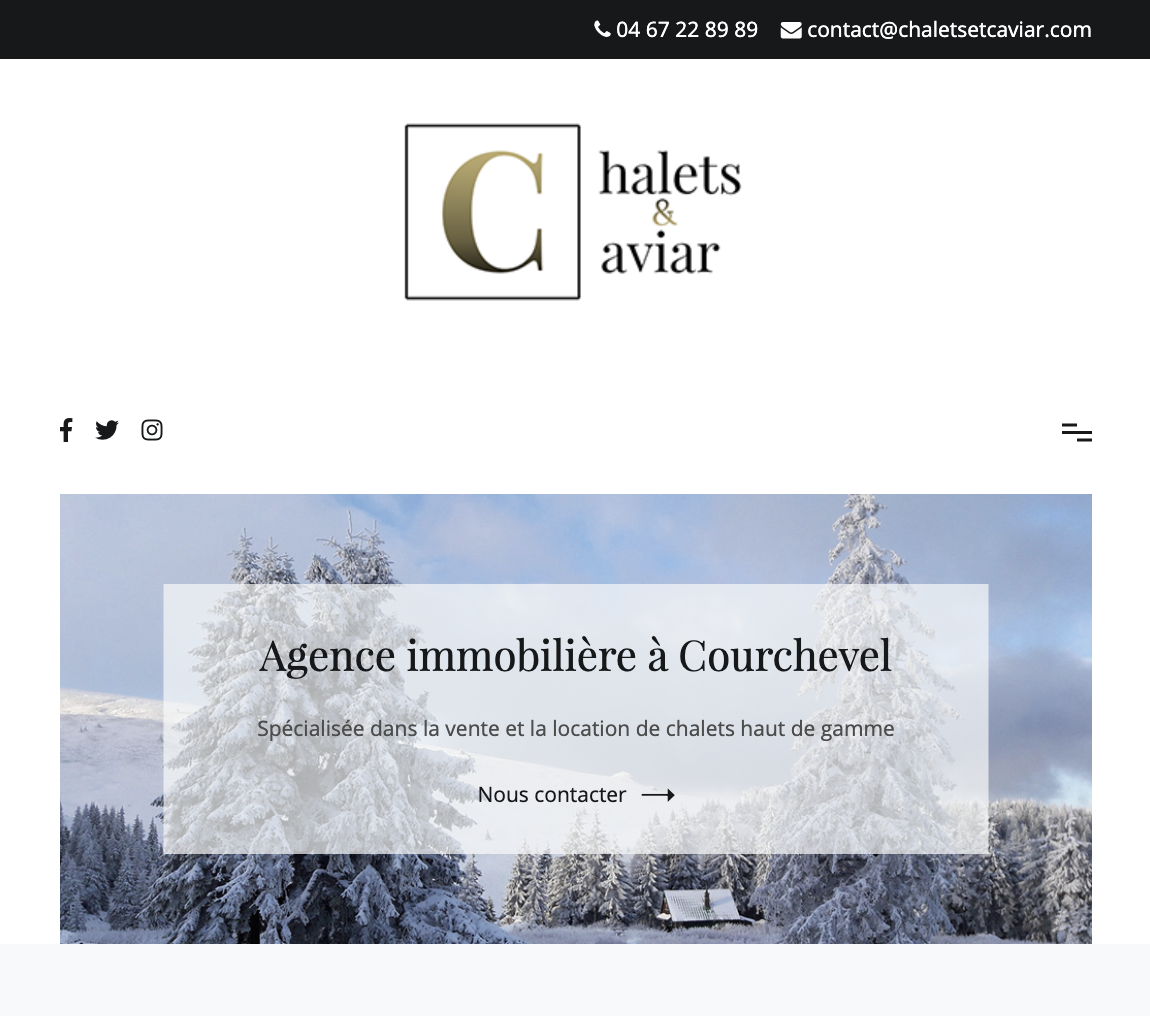 04 67 22 89 89 contact@chaletsetcaviar.com
C halets
&
aviar
Agence immobilière à Courchevel
Spécialisée dans la vente et la location de chalets haut de gamme
Nous contacter